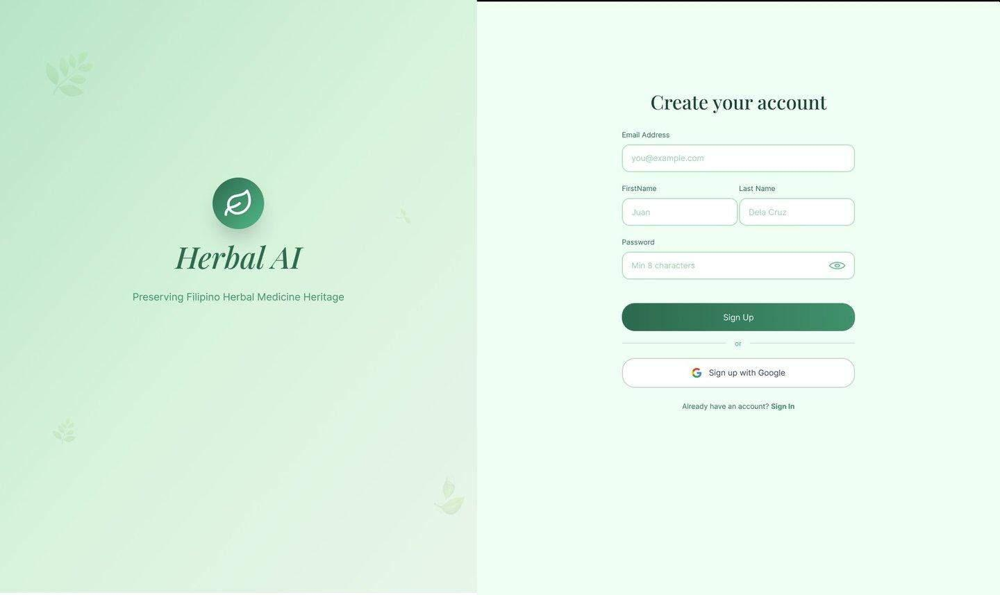 Herbal AI
Preserving Filipino Herbal Medicine Heritage
Create your account
Email Address
you@example.com
FirstName
Last Name
Juan
Dela Cruz
Password
Min 8 characters
Sign Up
or
Sign up with Google
Already have an account? Sign In